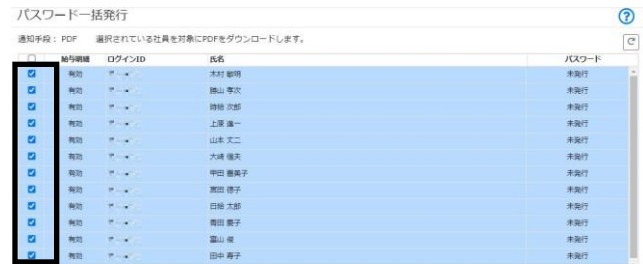 パスワード一括発行
?
通知手段: PDF 選択されている社員を対象にPDFをダウンロードします。
給与明細 ログインID 氏名 パスワード
有効 木村 敏明 未発行
有効 勝山 孝次 未発行
有効 時給 次郎 未発行
有効 上原 進一 未発行
有効 山本 丈二 未発行
有効 大崎 信夫 未発行
有効 甲田 喜美子 未発行
有効 宮田 徳子 未発行
有効 日給 太郎 未発行
有効 青田 要子 未発行
有効 富山 俊 未発行
有効 田中 寿子 未発行